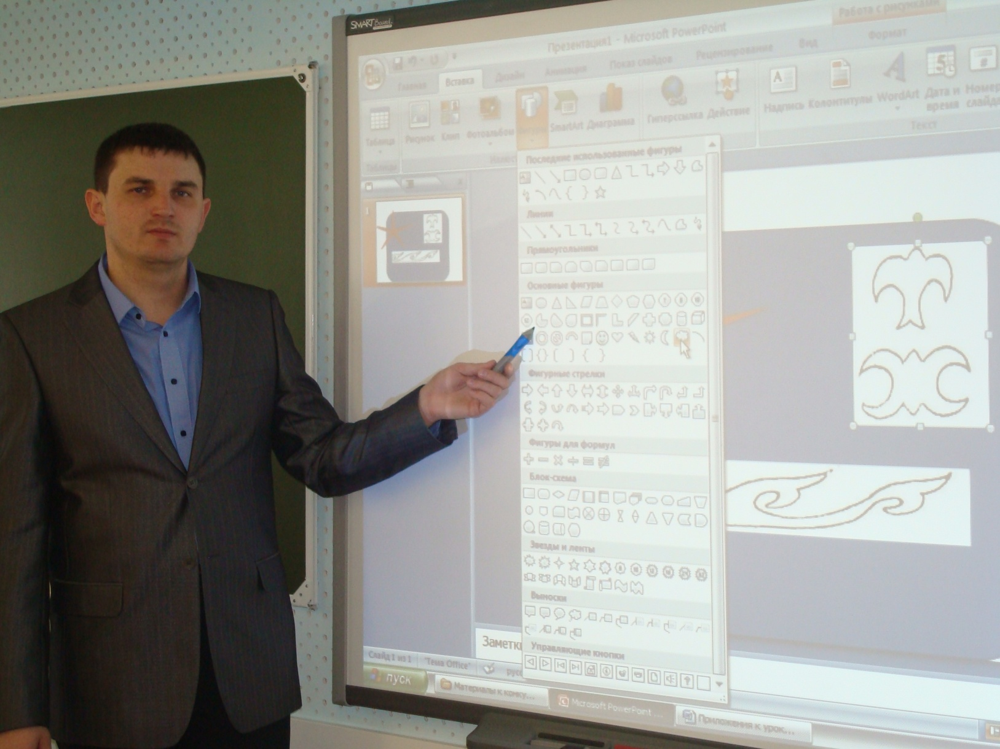 SMART Board
Работа с рисунками
Презентация1 - Microsoft PowerPoint
Главная Вставка Дизайн Анимация Показ слайдов Рецензирование Вид Формат
Таблица Рисунок Клип Фотоальбом Фигуры SmartArt Диаграмма Гиперссылка Действие Надпись Колонтитулы WordArt Дата и время Номер
Таблицы
Текст
1
Последние использованные фигуры
Линии
Прямоугольники
Основные фигуры
Фигурные стрелки
Фигуры для формул
Блок-схема
Звезды и ленты
Выноски
Управляющие кнопки
Заметки
Слайд 1 из 1 "Тема Office"
пуск
Материалы к конку...
Microsoft PowerPoint ...
Приложения к урок...